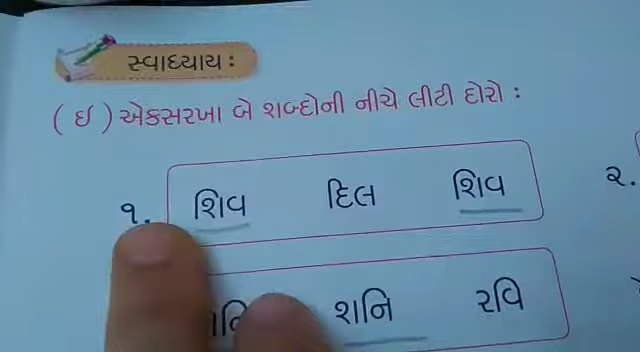 સ્વાધ્યાય :
( ઇ ) એકસરખા બે શબ્દોની નીચે લીટી દોરો :
૧. શિવ દિલ શિવ
૨.
શનિ રવિ